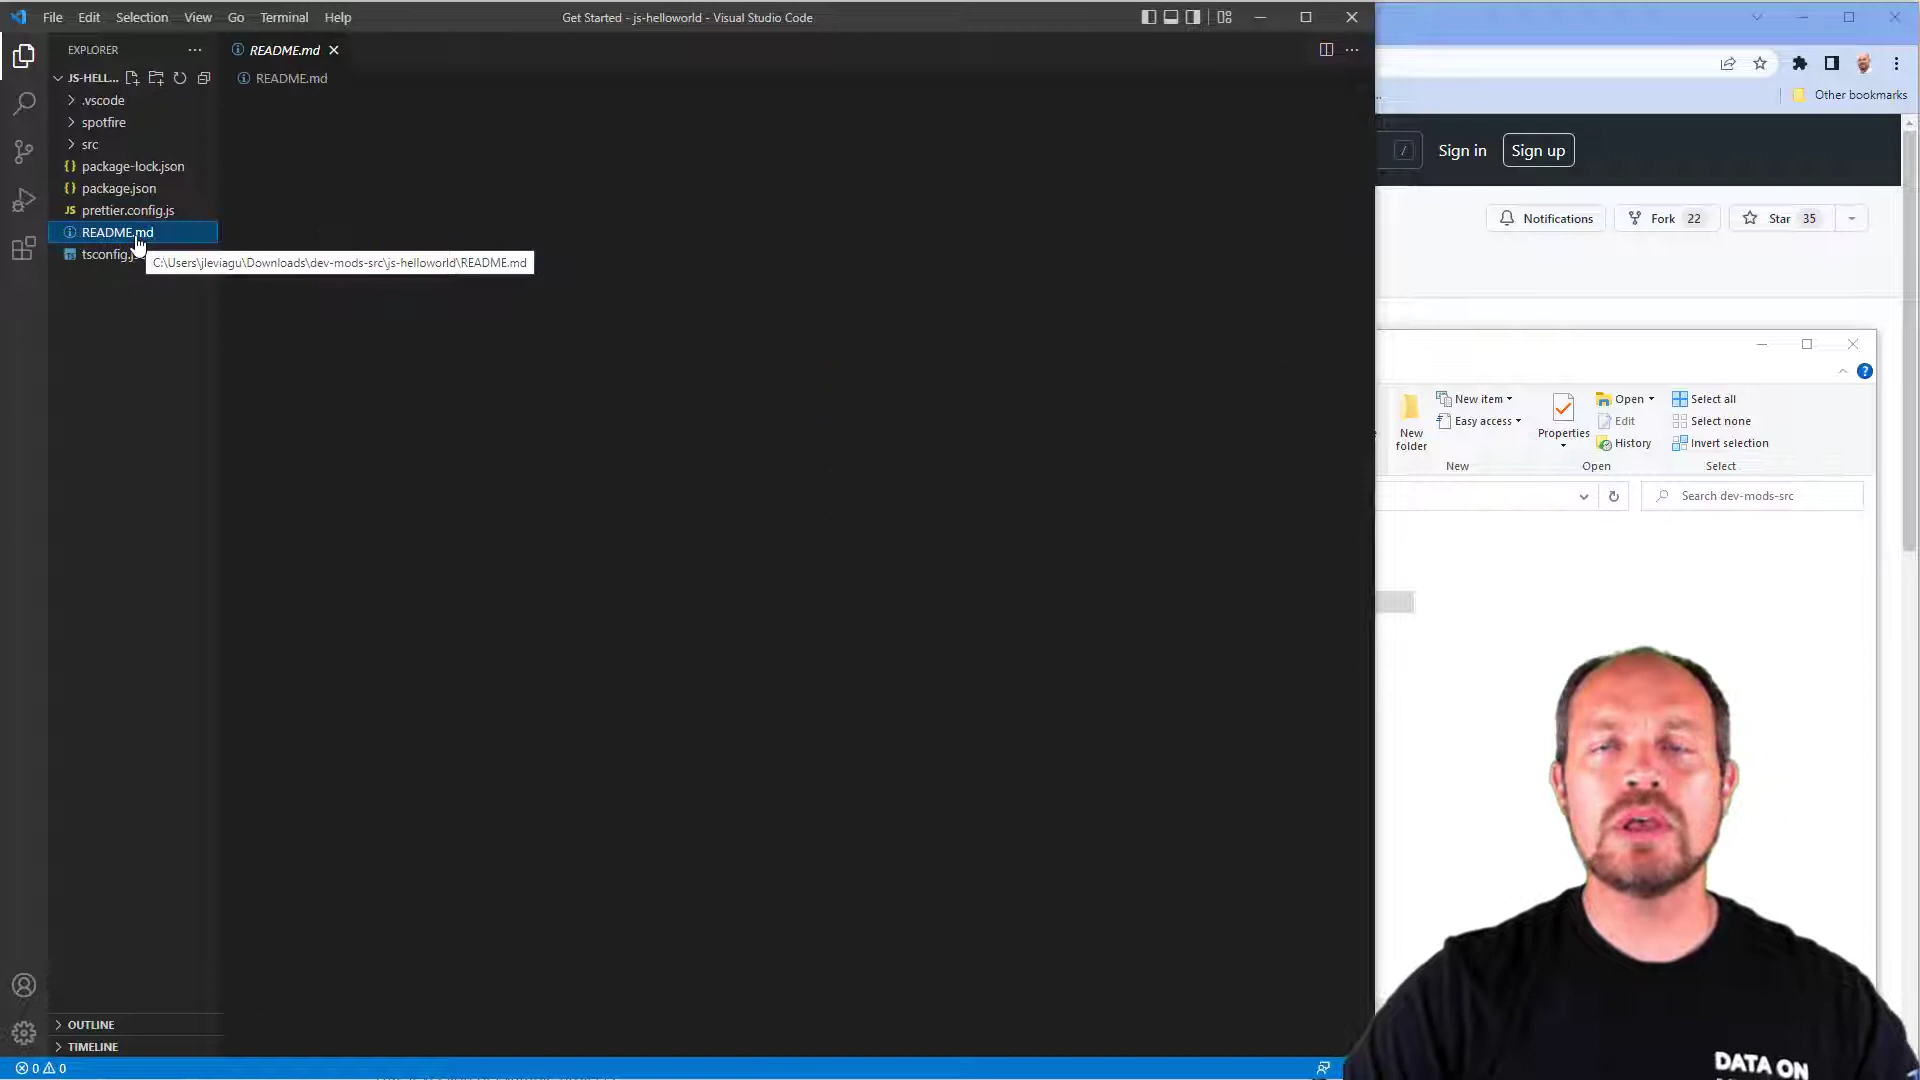 File Edit Selection View Go Terminal Help
Get Started - js-helloworld - Visual Studio Code
EXPLORER
README.md
JS-HELL...
README.md
.vscode
spotfire
src
package-lock.json
package.json
prettier.config.js
README.md
tsconfig.j
C:\Users\jleviagu\Downloads\dev-mods-src\js-helloworld\README.md
OUTLINE
TIMELINE
0 0
Other bookmarks
/ Sign in Sign up
Notifications Fork 22 Star 35
New folder
New item
Easy access
New
Properties
Open
Edit
History
Open
Select all
Select none
Invert selection
Select
Search dev-mods-src
DATA ON